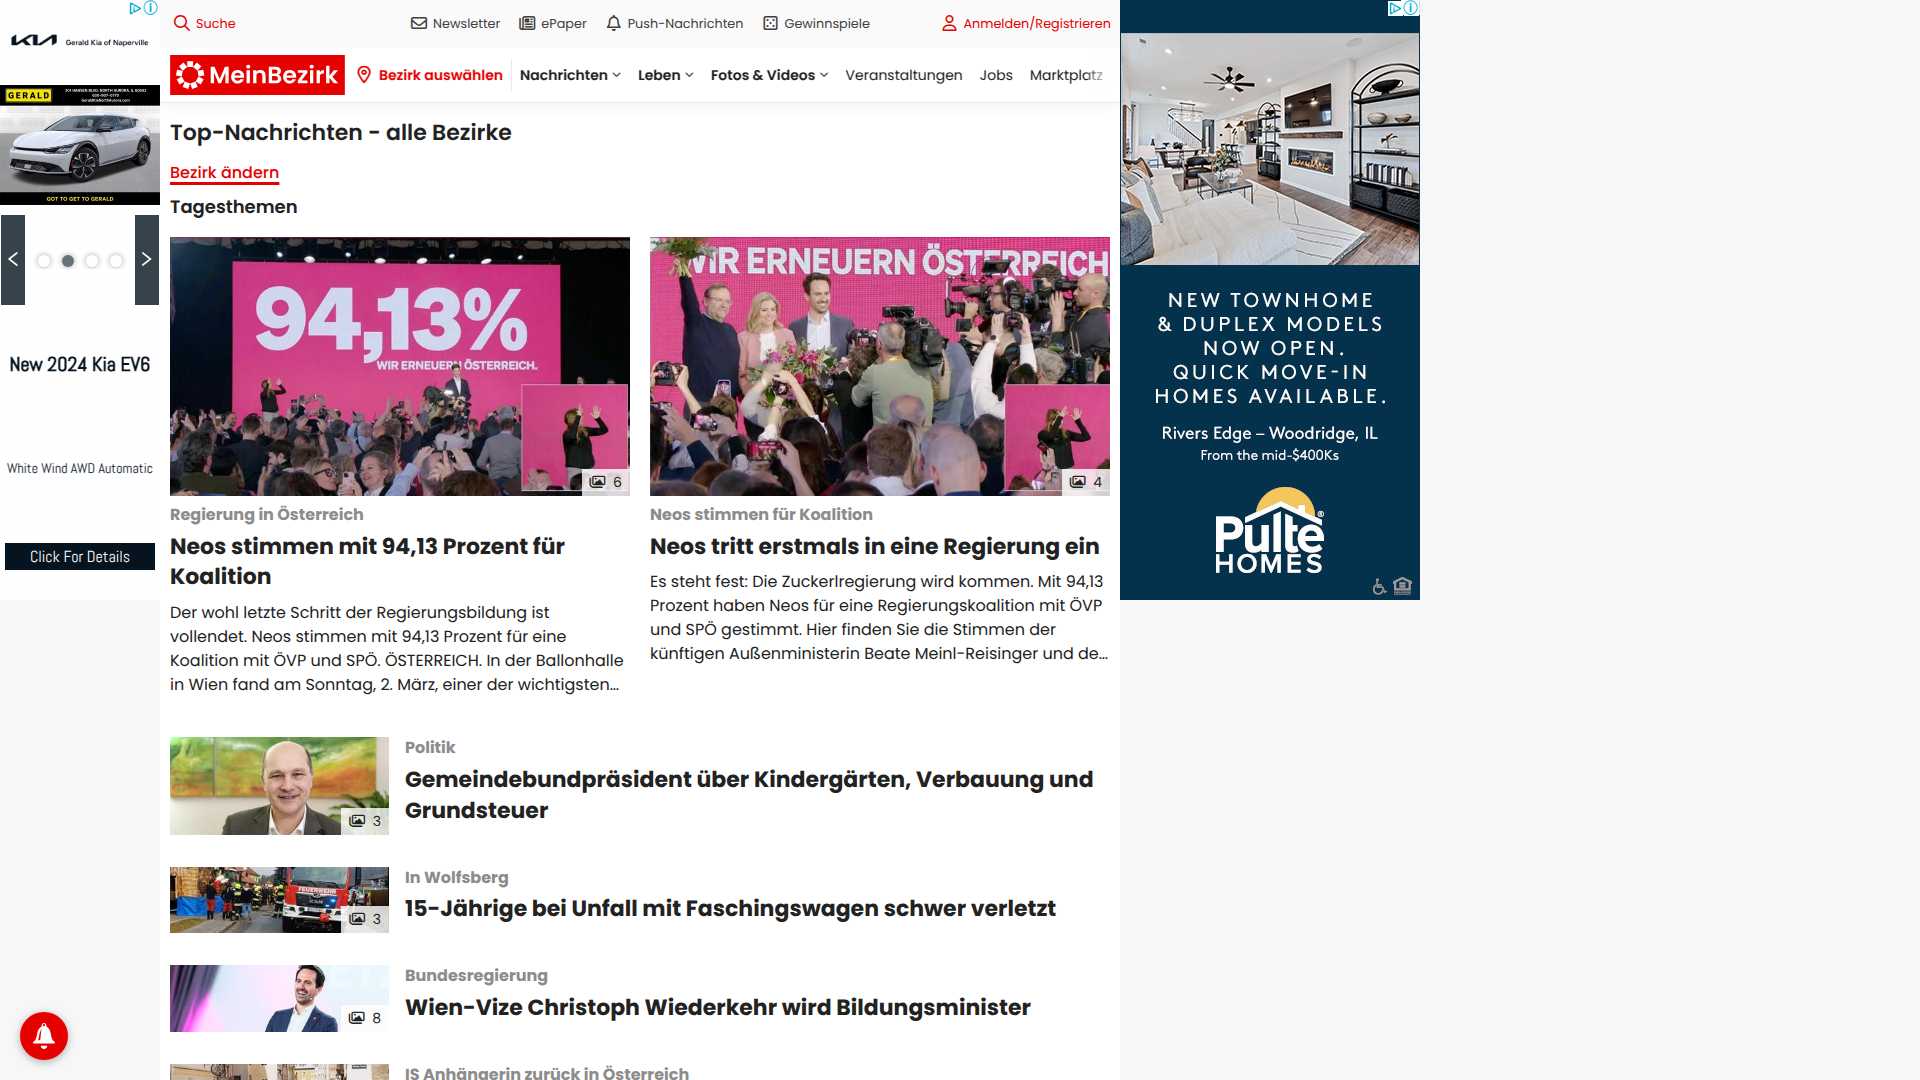 Suche
Newsletter
ePaper
Push-Nachrichten
Gewinnspiele
Anmelden/Registrieren
MeinBezirk
Bezirk auswählen
Nachrichten
Leben
Fotos & Videos
Veranstaltungen
Jobs
Marktplatz
KIA
Gerald Kia of Naperville
GERALD
GOT TO GET TO GERALD
New 2024 Kia EV6
White Wind AWD Automatic
Click For Details
Top-Nachrichten - alle Bezirke
Bezirk ändern
Tagesthemen
94,13%
WIR ERNEUERN ÖSTERREICH.
6
Regierung in Österreich
Neos stimmen mit 94,13 Prozent für
Koalition
Der wohl letzte Schritt der Regierungsbildung ist
vollendet. Neos stimmen mit 94,13 Prozent für eine
Koalition mit ÖVP und SPÖ. ÖSTERREICH. In der Ballonhalle
in Wien fand am Sonntag, 2. März, einer der wichtigsten...
WIR ERNEUERN ÖSTERREICH
4
Neos stimmen für Koalition
Neos tritt erstmals in eine Regierung ein
Es steht fest: Die Zuckerlregierung wird kommen. Mit 94,13
Prozent haben Neos für eine Regierungskoalition mit ÖVP
und SPÖ gestimmt. Hier finden Sie die Stimmen der
künftigen Außenministerin Beate Meinl-Reisinger und de...
3
Politik
Gemeindebundpräsident über Kindergärten, Verbauung und
Grundsteuer
FEUERWEHR
3
In Wolfsberg
15-Jährige bei Unfall mit Faschingswagen schwer verletzt
8
Bundesregierung
Wien-Vize Christoph Wiederkehr wird Bildungsminister
IS Anhängerin zurück in Österreich
NEW TOWNHOME
& DUPLEX MODELS
NOW OPEN.
QUICK MOVE-IN
HOMES AVAILABLE.
Rivers Edge – Woodridge, IL
From the mid-$400Ks
Pulte®
HOMES